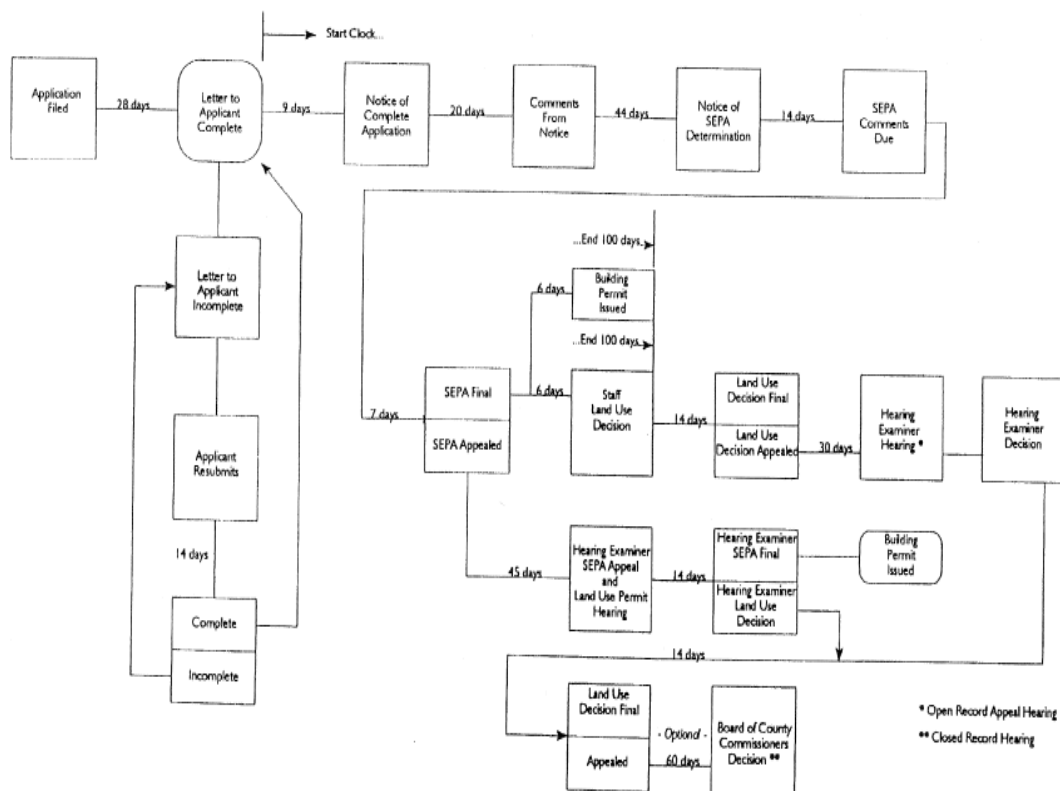 Start Clock...
Application
Filed
28 days
Letter to
Applicant
Complete
9 days
Notice of
Complete
Application
20 days
Comments
From
Notice
44 days
Notice of
SEPA
Determination
14 days
SEPA
Comments
Due
...End 100 days
Letter to
Applicant
Incomplete
6 days
Building
Permit
Issued
...End 100 days
7 days
SEPA Final
SEPA Appealed
6 days
Staff
Land Use
Decision
14 days
Land Use
Decision Final
Land Use
Decision Appealed
30 days
Hearing
Examiner
Hearing *
Hearing
Examiner
Decision
Applicant
Resubmits
14 days
Complete
Incomplete
45 days
Hearing Examiner
SEPA Appeal
and
Land Use Permit
Hearing
14 days
Hearing Examiner
SEPA Final
Hearing Examiner
Land Use
Decision
Building
Permit
Issued
14 days
Land Use
Decision Final
Appealed
- Optional -
60 days
Board of County
Commissioners
Decision **
* Open Record Appeal Hearing
** Closed Record Hearing